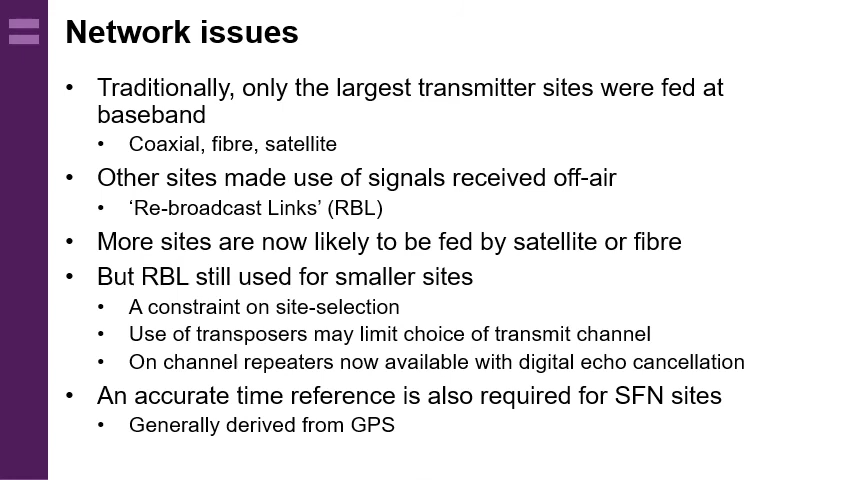 Network issues
• Traditionally, only the largest transmitter sites were fed at
baseband
• Coaxial, fibre, satellite
• Other sites made use of signals received off-air
• ‘Re-broadcast Links’ (RBL)
• More sites are now likely to be fed by satellite or fibre
• But RBL still used for smaller sites
• A constraint on site-selection
• Use of transposers may limit choice of transmit channel
• On channel repeaters now available with digital echo cancellation
• An accurate time reference is also required for SFN sites
• Generally derived from GPS